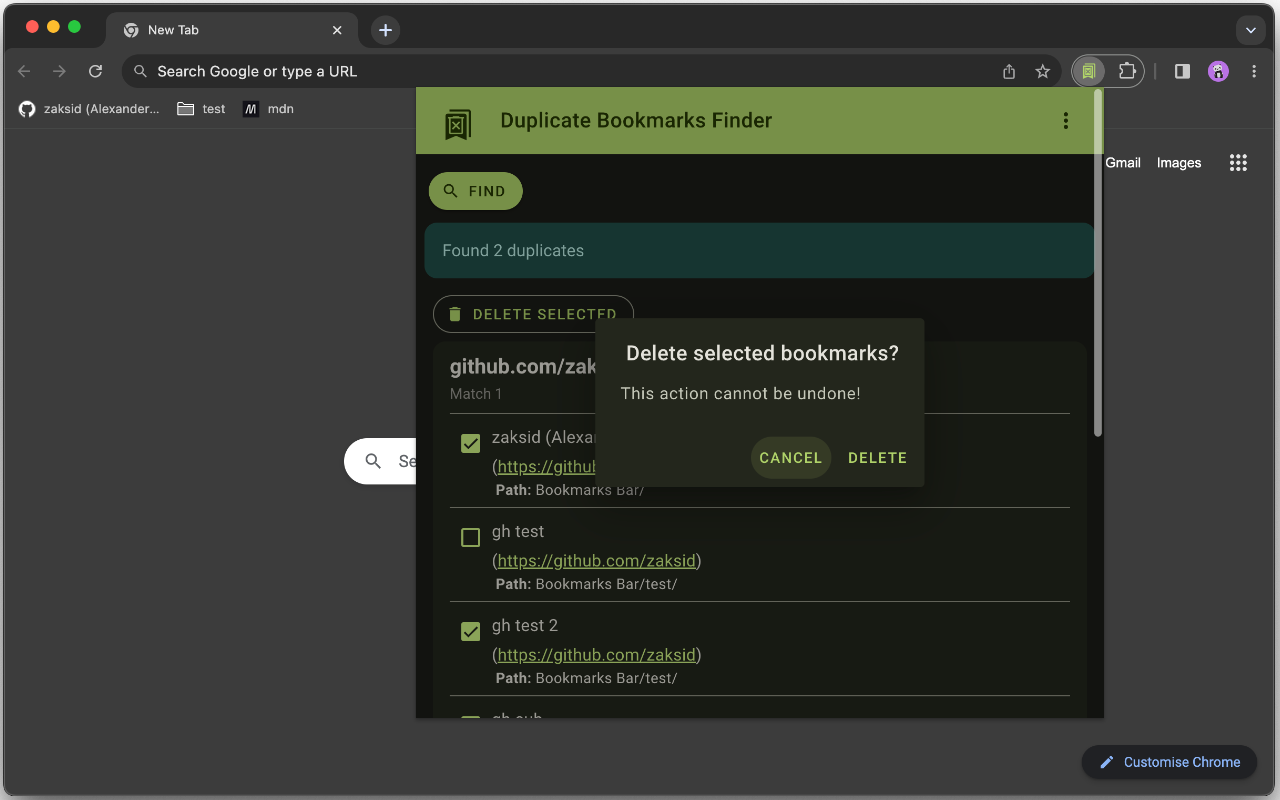 New Tab
Search Google or type a URL
zaksid (Alexander...
test
mdn
Duplicate Bookmarks Finder
Gmail
Images
FIND
Found 2 duplicates
DELETE SELECTED
Delete selected bookmarks?
This action cannot be undone!
CANCEL
DELETE
github.com/zak
Match 1
zaksid (Alexa
(https://github
Path: Bookmarks Bar/
gh test
(https://github.com/zaksid)
Path: Bookmarks Bar/test/
gh test 2
(https://github.com/zaksid)
Path: Bookmarks Bar/test/
gh sub
Se
Customise Chrome